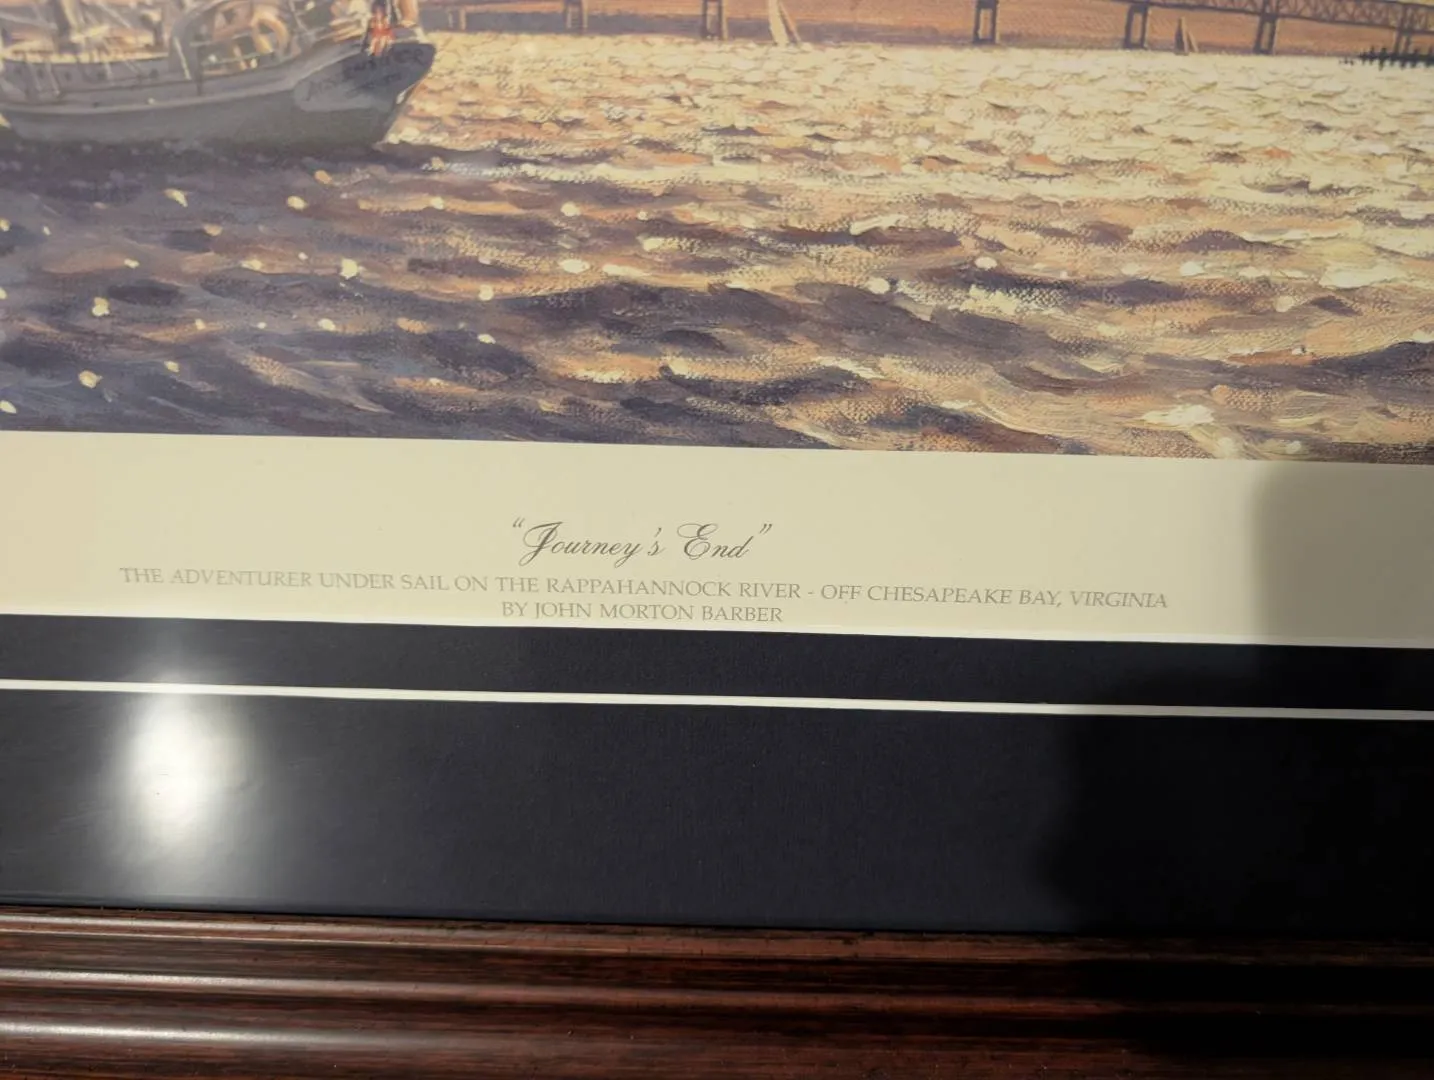 "Journey's End"
THE ADVENTURER UNDER SAIL ON THE RAPPAHANNOCK RIVER - OFF CHESAPEAKE BAY, VIRGINIA
BY JOHN MORTON BARBER